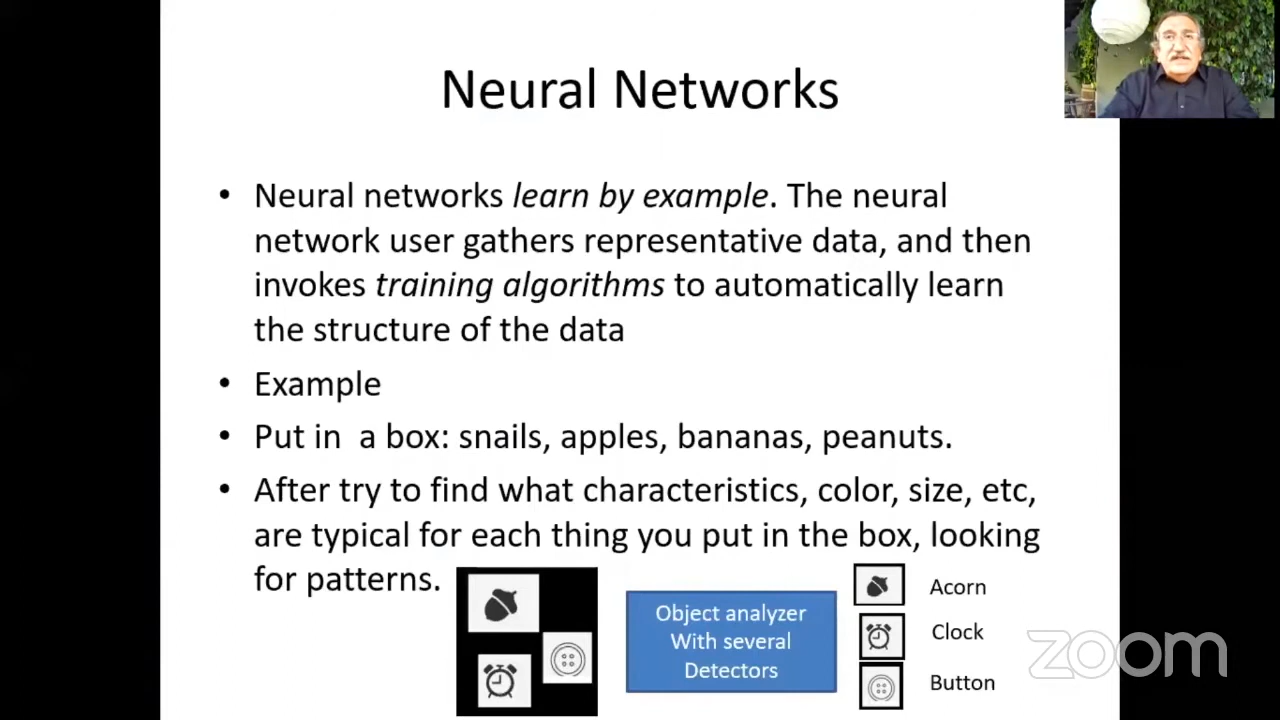 Neural Networks
• Neural networks learn by example. The neural
network user gathers representative data, and then
invokes training algorithms to automatically learn
the structure of the data
• Example
• Put in  a box: snails, apples, bananas, peanuts.
• After try to find what characteristics, color, size, etc,
are typical for each thing you put in the box, looking
for patterns.
Object analyzer
With several
Detectors
Acorn
Clock
Button
zoom